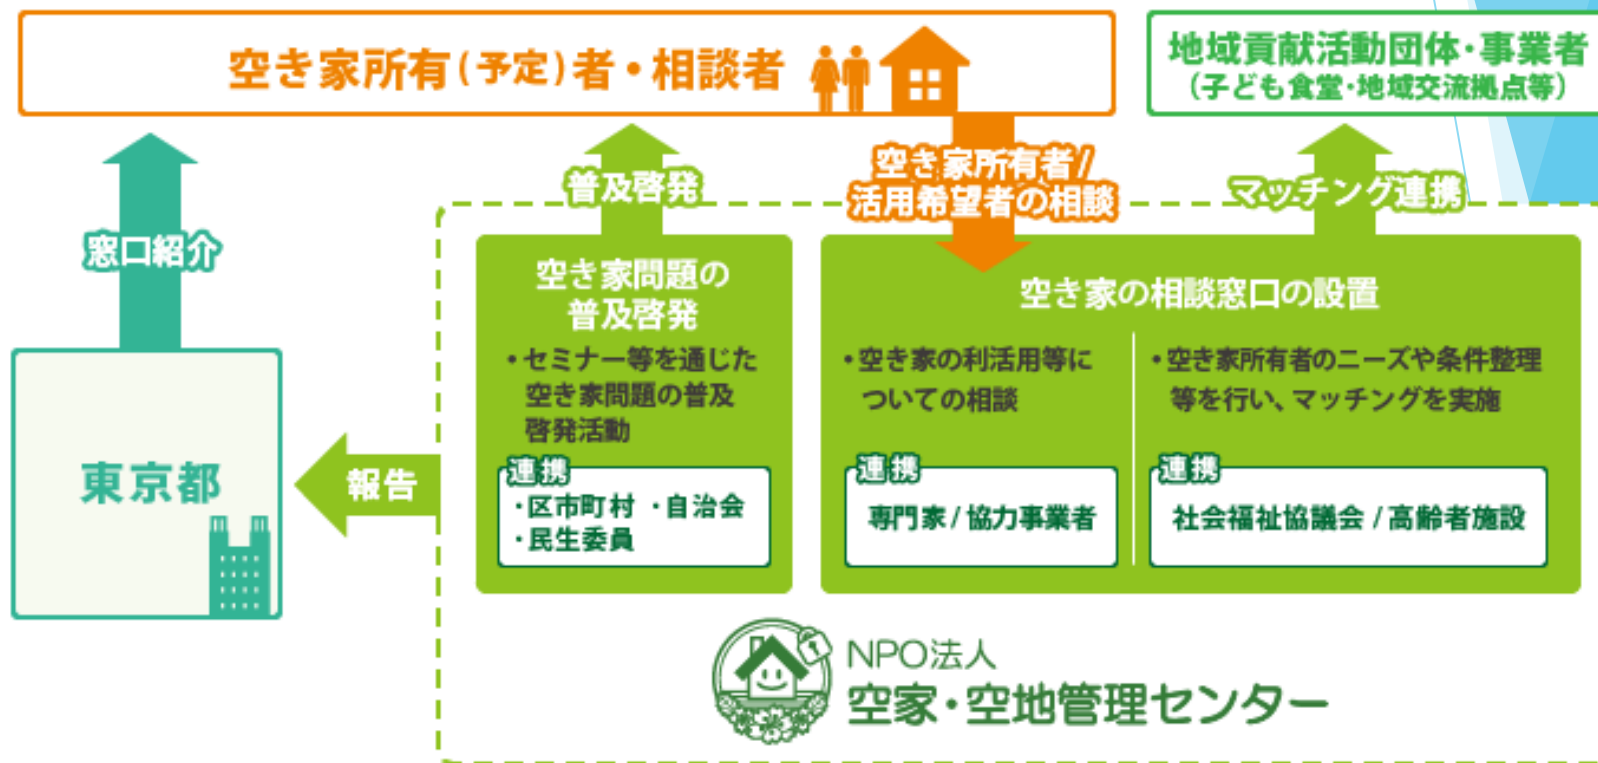 空き家所有(予定)者・相談者
地域貢献活動団体・事業者
(子ども食堂・地域交流拠点等)
窓口紹介
普及啓発
空き家所有者/
活用希望者の相談
マッチング連携
東京都
報告
空き家問題の
普及啓発
・セミナー等を通じた
空き家問題の普及
啓発活動
連携
・区市町村 ・自治会
・民生委員
空き家の相談窓口の設置
・空き家の利活用等に
ついての相談
連携
専門家/協力事業者
・空き家所有者のニーズや条件整理
等を行い、マッチングを実施
連携
社会福祉協議会/高齢者施設
NPO法人
空家・空地管理センター